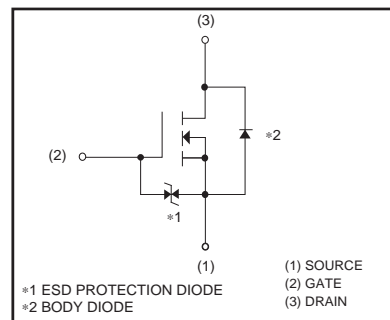 (3)
(2)
∗2
∗1
(1)
∗1 ESD PROTECTION DIODE
∗2 BODY DIODE
(1) SOURCE
(2) GATE
(3) DRAIN